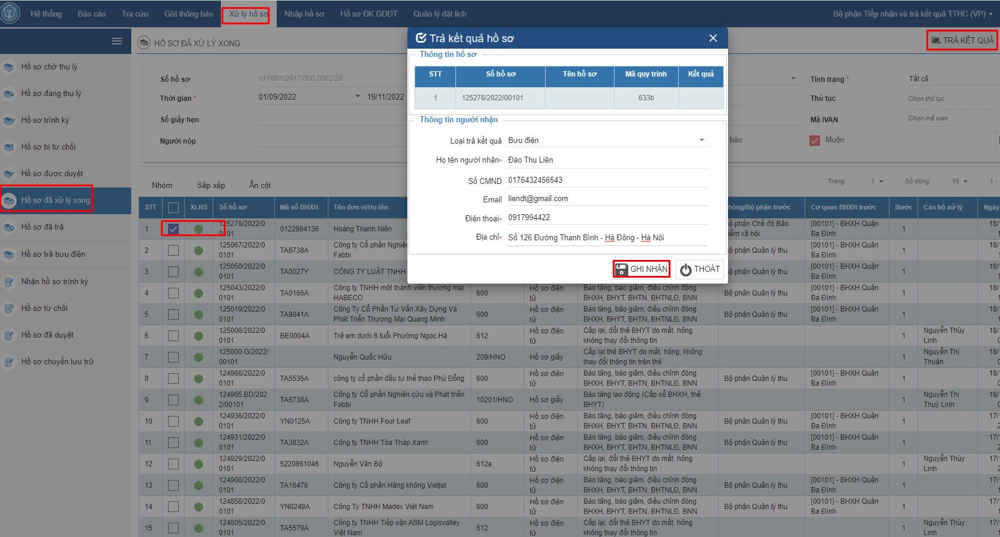 Hệ thống Báo cáo Tra cứu Gửi thông báo Xử lý hồ sơ Nhập hồ sơ Hồ sơ ĐK GDĐT Quản lý đặt lịch Bộ phận Tiếp nhận và trả kết quả TTHC (VP)
HỒ SƠ ĐÃ XỬ LÝ XONG
TRẢ KẾT QUẢ
Hồ sơ chờ thụ lý
Hồ sơ đang thụ lý
Hồ sơ trình ký
Hồ sơ bị từ chối
Hồ sơ được duyệt
Hồ sơ đã xử lý xong
Hồ sơ đã trả
Hồ sơ trả bưu điện
Nhận hồ sơ trình ký
Hồ sơ từ chối
Hồ sơ đã duyệt
Hồ sơ chuyển lưu trữ
Số hồ sơ vd 0001/2017/000,0002/20
Thời gian * 01/09/2022 19/11/2022
Số giấy hẹn
Người nộp
Tình trạng * Tất cả
Thủ tục Chọn thủ tục
Mã IVAN Chọn mã ivan
báo Muộn
Trả kết quả hồ sơ
Thông tin hồ sơ
STT Số hồ sơ Tên hồ sơ Mã quy trình Kết quả
1 125276/2022/00101 633b
Thông tin người nhận
Loại trả kết quả Bưu điện
Họ tên người nhận* Đào Thu Liên
Số CMND 0176432456543
Email liendt@gmail.com
Điện thoại* 0917994422
Địa chỉ* Số 126 Đường Thanh Bình - Hà Đông - Hà Nội
GHI NHẬN THOÁT
Nhóm Sắp xếp Ẩn cột Trang: 1 Số dòng: 15 1 -
STT XLHS Số hồ sơ Mã số BHXH Tên đơn vị/Họ tên Phòng/Bộ phận trước Cơ quan BHXH trước Bước Cán bộ xử lý Ngày
1 125276/2022/0 0101 0122694136 Hoàng Thanh Niên Bộ phận Chế độ Bảo hiểm xã hội [00101] - BHXH Quận Ba Đình 1 18/
2 125067/2022/0 0101 TA6738A Công ty Cổ phần Nghiên Fabbi Bộ phận Quản lý thu [00101] - BHXH Quận Ba Đình 1 18/
3 125050/2022/0 0101 TA0027Y CÔNG TY LUẬT TNHH Bộ phận Quản lý thu [00101] - BHXH Quận Ba Đình 1 18/
4 125043/2022/0 0101 TA0166A Công ty TNHH một thành viên thương mại HABECO 600 Hồ sơ điện tử Báo tăng, báo giảm, điều chỉnh đóng BHXH, BHYT, BHTN, BHTNLĐ, BNN Bộ phận Quản lý thu [00101] - BHXH Quận Ba Đình 1 18/
5 125019/2022/0 0101 TA9041A Công Ty Cổ Phần Tư Vấn Xây Dựng Và Phát Triển Thương Mại Quang Minh 600 Hồ sơ điện tử Báo tăng, báo giảm, điều chỉnh đóng BHXH, BHYT, BHTN, BHTNLĐ, BNN Bộ phận Quản lý thu [00101] - BHXH Quận Ba Đình 1 18/
6 125006/2022/0 0101 BE0004A Trẻ em dưới 6 tuổi Phường Ngọc Hà 612 Hồ sơ điện tử Cấp lại, đổi thẻ BHYT do mất, hỏng không thay đổi thông tin 1 Nguyễn Thùy Linh 18/
7 125000.G/2022/ 00101 Nguyễn Quốc Hữu 209/HNO Hồ sơ giấy Cấp lại thẻ BHYT do mất, hỏng, không thay đổi thông tin trên thẻ 1 Nguyễn Thị Thuận 18/
8 124968/2022/0 0101 TA5535A công ty cổ phần đầu tư thể thao Phù Đổng 600 Hồ sơ điện tử Báo tăng, báo giảm, điều chỉnh đóng BHXH, BHYT, BHTN, BHTNLĐ, BNN Bộ phận Quản lý thu [00101] - BHXH Quận Ba Đình 1 18/
9 124965.BD/202 2/00101 TA6738A Công ty Cổ phần Nghiên cứu và Phát triển Fabbi 10201/HNO Hồ sơ giấy Báo tăng lao động (Cấp sổ BHXH, thẻ BHYT) 1 Nguyễn Thị Thuỳ Linh 18/
10 124936/2022/0 0101 YN0125A Công ty TNHH Four Leaf 600 Hồ sơ điện tử Báo tăng, báo giảm, điều chỉnh đóng BHXH, BHYT, BHTN, BHTNLĐ, BNN Bộ phận Quản lý thu [00101] - BHXH Quận Ba Đình 1 17/
11 124931/2022/0 0101 TA3832A Công ty TNHH Tòa Tháp Xanh 600 Hồ sơ điện tử Báo tăng, báo giảm, điều chỉnh đóng BHXH, BHYT, BHTN, BHTNLĐ, BNN Bộ phận Quản lý thu [00101] - BHXH Quận Ba Đình 1 17/
12 124929/2022/0 0101 5220861046 Nguyễn Văn Bộ 612a Hồ sơ điện tử Cấp lại, đổi thẻ BHYT do mất, hỏng không thay đổi thông tin 1 Nguyễn Thùy Linh 17/
13 124908/2022/0 0101 TA16479 Công ty Cổ phần Hàng không Vietjet 600 Hồ sơ điện tử Báo tăng, báo giảm, điều chỉnh đóng BHXH, BHYT, BHTN, BHTNLĐ, BNN Bộ phận Quản lý thu [00101] - BHXH Quận Ba Đình 1 17/
14 124858/2022/0 0101 YN0249A Công Ty TNHH Madex Việt Nam 600 Hồ sơ điện tử Báo tăng, báo giảm, điều chỉnh đóng BHXH, BHYT, BHTN, BHTNLĐ, BNN Bộ phận Quản lý thu [00101] - BHXH Quận Ba Đình 1 17/
15 124805/2022/0 0101 TA5579A Công ty TNHH Tiếp vận ASM Logisvalley Việt Nam 612 Hồ sơ điện tử Cấp lại, đổi thẻ BHYT do mất, hỏng không thay đổi thông tin 1 Nguyễn Thùy Linh 17/